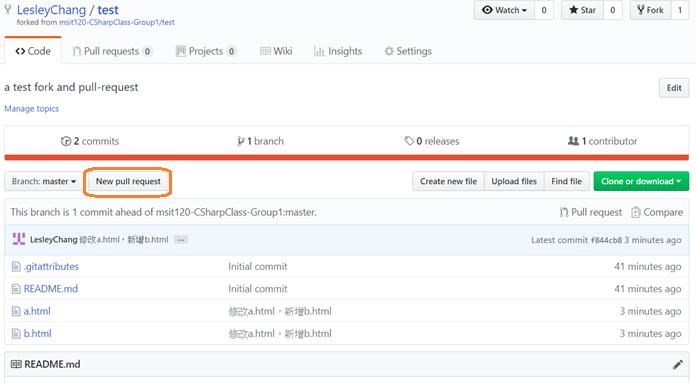 LesleyChang / test
Watch 0 Star 0 Fork 1
forked from msit120-CSharpClass-Group1/test
Code Pull requests 0 Projects 0 Wiki Insights Settings
a test fork and pull-request Edit
Manage topics
2 commits 1 branch 0 releases 1 contributor
Branch: master New pull request Create new file Upload files Find file Clone or download
This branch is 1 commit ahead of msit120-CSharpClass-Group1:master. Pull request Compare
LesleyChang 修改a.html,新增b.html ... Latest commit f844cb8 3 minutes ago
.gitattributes Initial commit 41 minutes ago
README.md Initial commit 41 minutes ago
a.html 修改a.html,新增b.html 3 minutes ago
b.html 修改a.html,新增b.html 3 minutes ago
README.md